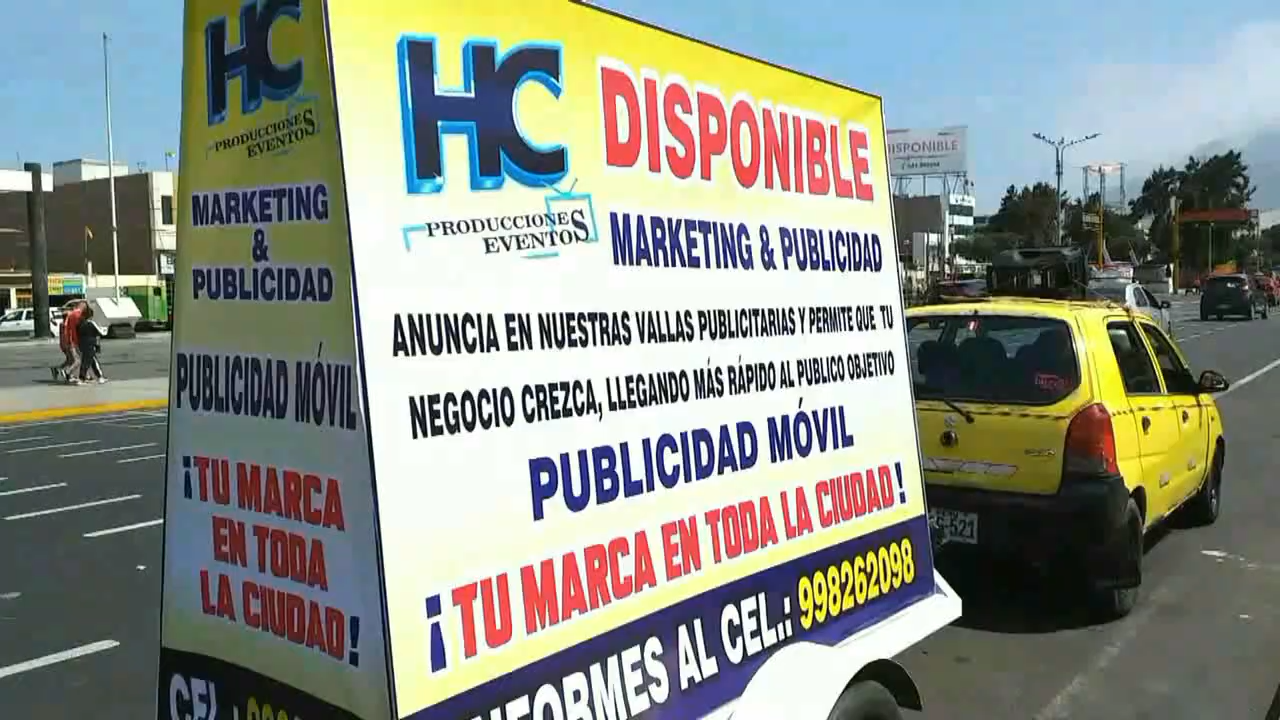 HC
PRODUCCIONES
EVENTOS
MARKETING
&
PUBLICIDAD
PUBLICIDAD MÓVIL
¡TU MARCA
EN TODA
LA CIUDAD!
CEL.:
HC
PRODUCCIONES
EVENTOS
DISPONIBLE
MARKETING & PUBLICIDAD
ANUNCIA EN NUESTRAS VALLAS PUBLICITARIAS Y PERMITE QUE TU
NEGOCIO CREZCA, LLEGANDO MÁS RÁPIDO AL PUBLICO OBJETIVO
PUBLICIDAD MÓVIL
¡TU MARCA EN TODA LA CIUDAD!
INFORMES AL CEL.: 998262098
DISPONIBLE